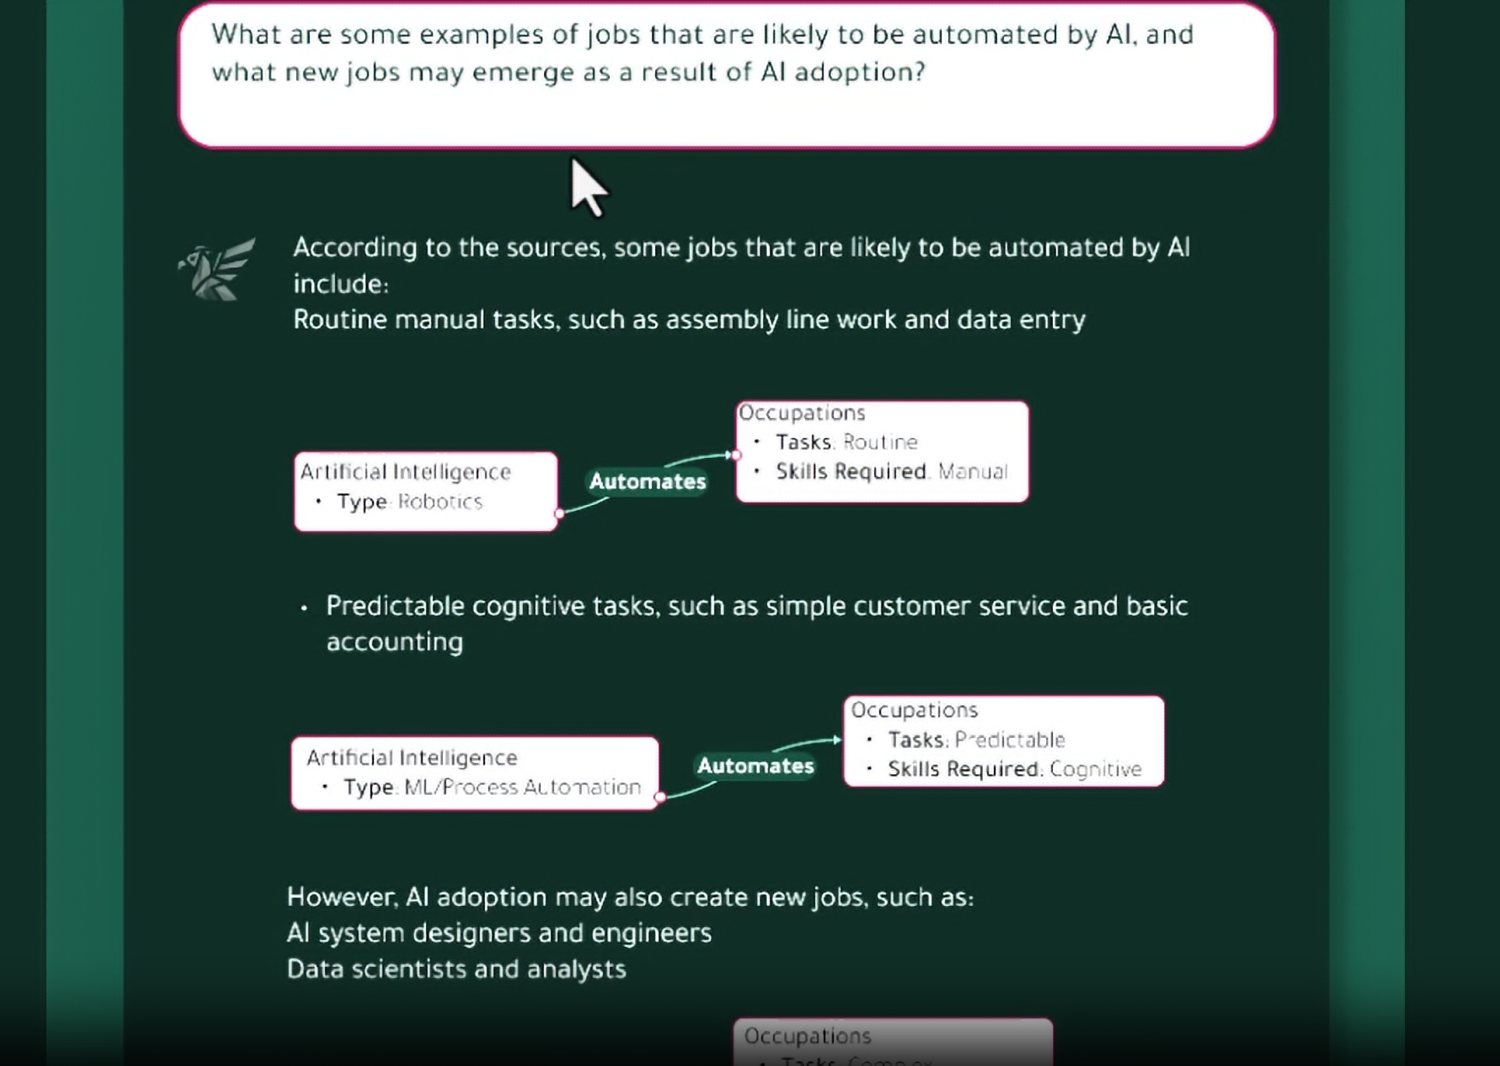 What are some examples of jobs that are likely to be automated by AI, and
what new jobs may emerge as a result of AI adoption?
According to the sources, some jobs that are likely to be automated by AI
include:
Routine manual tasks, such as assembly line work and data entry
Occupations
• Tasks: Routine
• Skills Required: Manual
Artificial Intelligence
• Type: Robotics
Automates
• Predictable cognitive tasks, such as simple customer service and basic
accounting
Occupations
• Tasks: Predictable
• Skills Required: Cognitive
Artificial Intelligence
• Type: ML/Process Automation
Automates
However, AI adoption may also create new jobs, such as:
AI system designers and engineers
Data scientists and analysts
Occupations
• Tasks: Complex